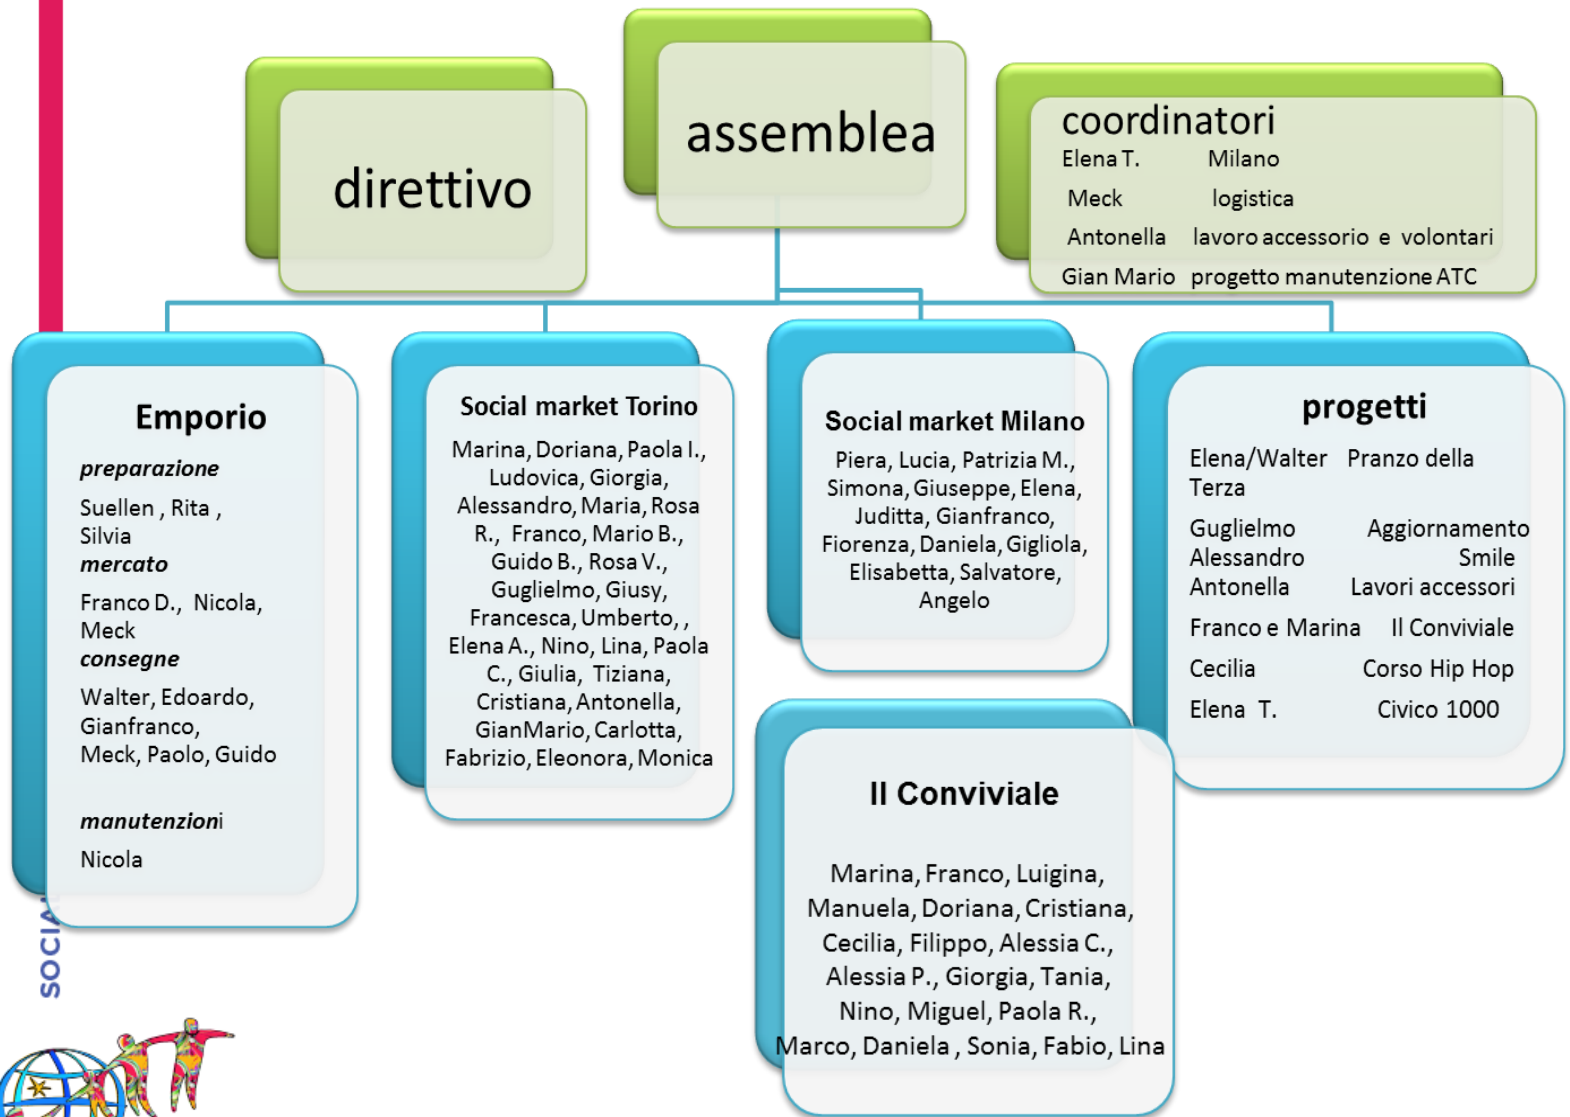 direttivo
assemblea
coordinatori
Elena T. Milano
Meck logistica
Antonella lavoro accessorio e volontari
Gian Mario progetto manutenzione ATC
Emporio
preparazione
Suellen , Rita ,
Silvia
mercato
Franco D., Nicola,
Meck
consegne
Walter, Edoardo,
Gianfranco,
Meck, Paolo, Guido
manutenzioni
Nicola
Social market Torino
Marina, Doriana, Paola I.,
Ludovica, Giorgia,
Alessandro, Maria, Rosa
R., Franco, Mario B.,
Guido B., Rosa V.,
Guglielmo, Giusy,
Francesca, Umberto, ,
Elena A., Nino, Lina, Paola
C., Giulia, Tiziana,
Cristiana, Antonella,
GianMario, Carlotta,
Fabrizio, Eleonora, Monica
Social market Milano
Piera, Lucia, Patrizia M.,
Simona, Giuseppe, Elena,
Juditta, Gianfranco,
Fiorenza, Daniela, Gigliola,
Elisabetta, Salvatore,
Angelo
progetti
Elena/Walter Pranzo della
Terza
Guglielmo Aggiornamento
Alessandro Smile
Antonella Lavori accessori
Franco e Marina Il Conviviale
Cecilia Corso Hip Hop
Elena T. Civico 1000
Il Conviviale
Marina, Franco, Luigina,
Manuela, Doriana, Cristiana,
Cecilia, Filippo, Alessia C.,
Alessia P., Giorgia, Tania,
Nino, Miguel, Paola R.,
Marco, Daniela , Sonia, Fabio, Lina